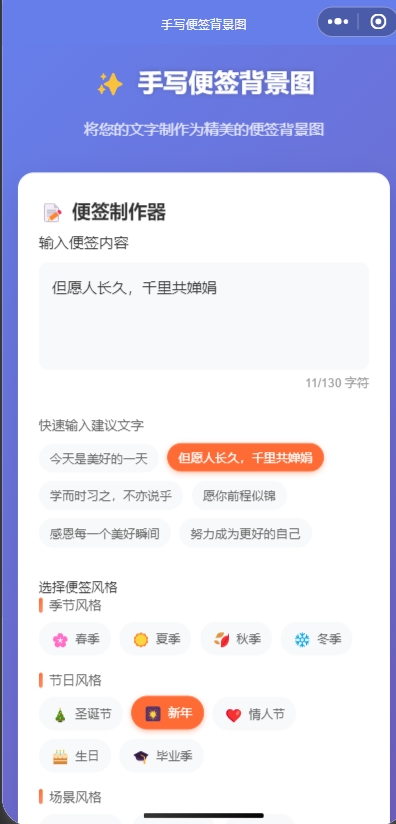 手写便签背景图
手写便签背景图
将您的文字制作为精美的便签背景图
便签制作器
输入便签内容
但愿人长久，千里共婵娟
11/130 字符
快速输入建议文字
今天是美好的一天 但愿人长久，千里共婵娟
学而时习之，不亦说乎 愿你前程似锦
感恩每一个美好瞬间 努力成为更好的自己
选择便签风格
季节风格
春季 夏季 秋季 冬季
节日风格
圣诞节 新年 情人节
生日 毕业季
场景风格